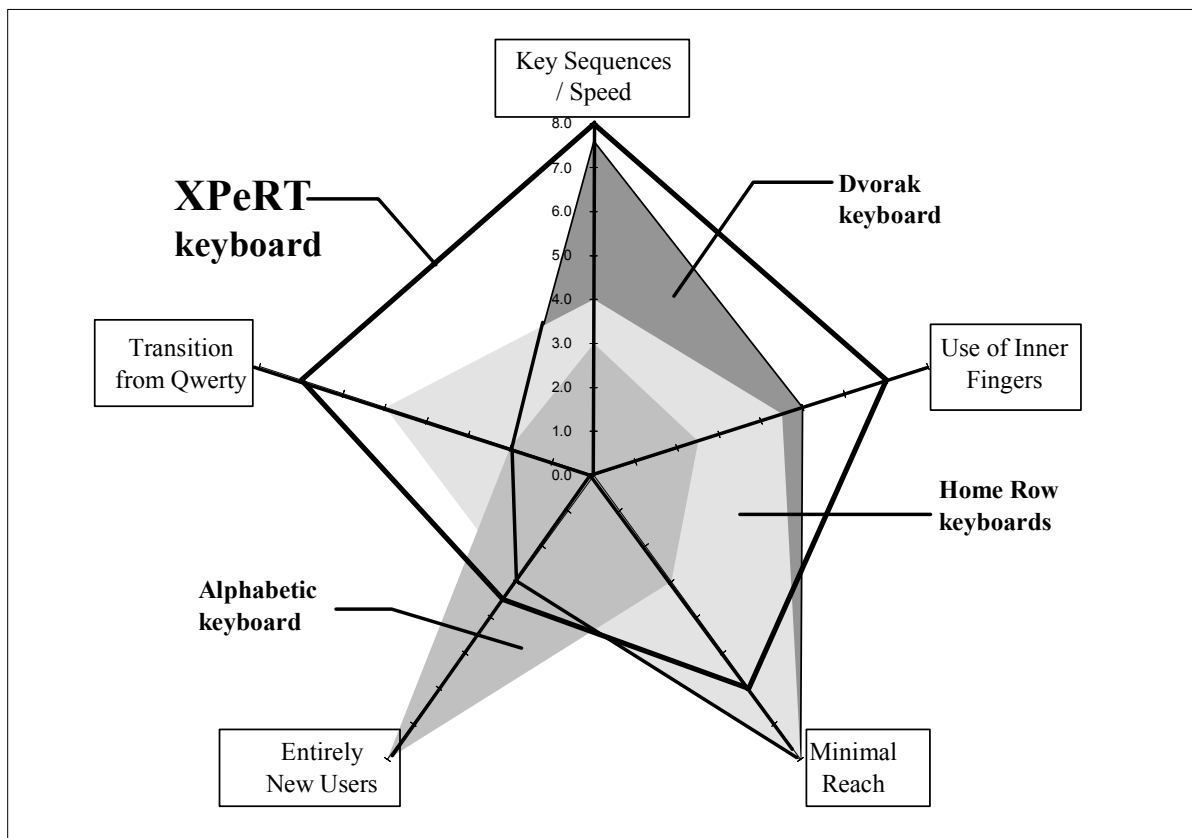 Key Sequences
/ Speed
8.0
7.0
6.0
5.0
4.0
3.0
2.0
1.0
0.0
XPeRT
keyboard
Dvorak
keyboard
Transition
from Qwerty
Use of Inner
Fingers
Home Row
keyboards
Alphabetic
keyboard
Entirely
New Users
Minimal
Reach